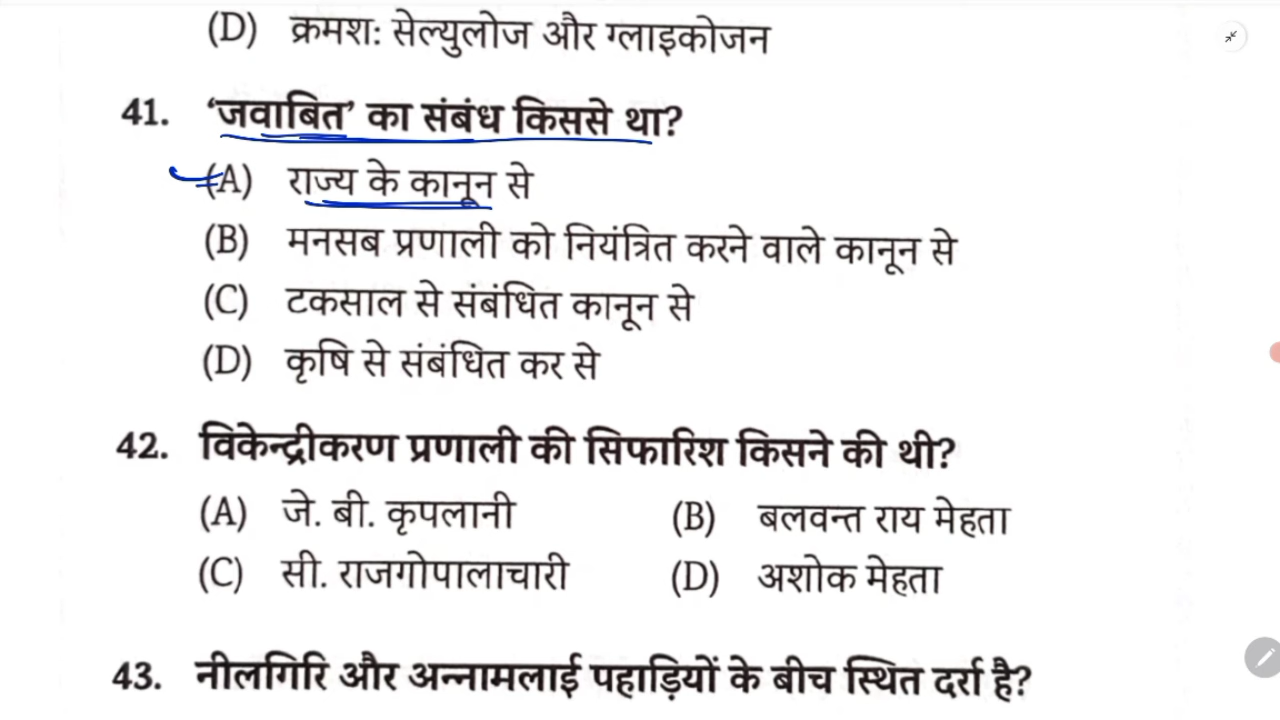 (D) क्रमशः सेल्युलोज और ग्लाइकोजन
41. ‘जवाबित’ का संबंध किससे था?
(A) राज्य के कानून से
(B) मनसब प्रणाली को नियंत्रित करने वाले कानून से
(C) टकसाल से संबंधित कानून से
(D) कृषि से संबंधित कर से
42. विकेन्द्रीकरण प्रणाली की सिफारिश किसने की थी?
(A) जे. बी. कृपलानी (B) बलवन्त राय मेहता
(C) सी. राजगोपालाचारी (D) अशोक मेहता
43. नीलगिरि और अन्नामलाई पहाड़ियों के बीच स्थित दर्रा है?